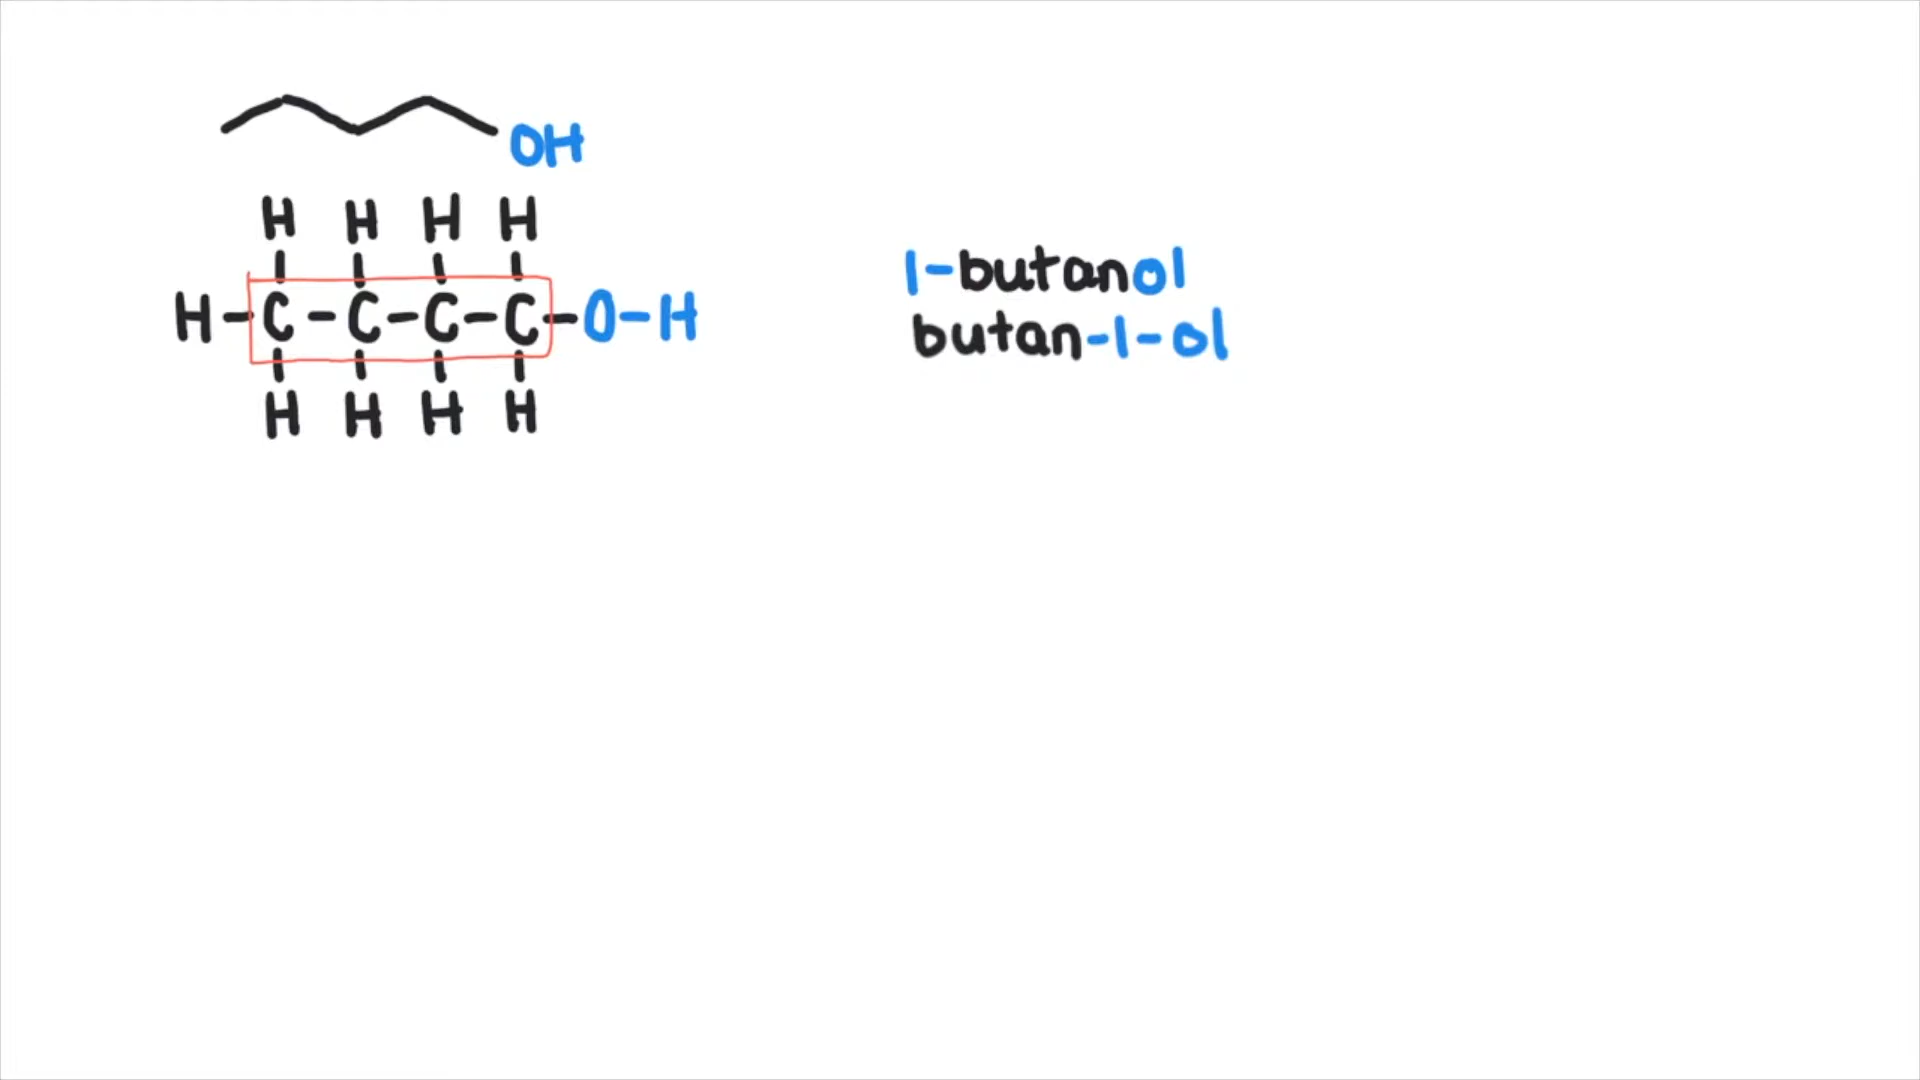 OH
H H H H
H-C-C-C-C-O-H
H H H H
1-butanol
butan-1-ol